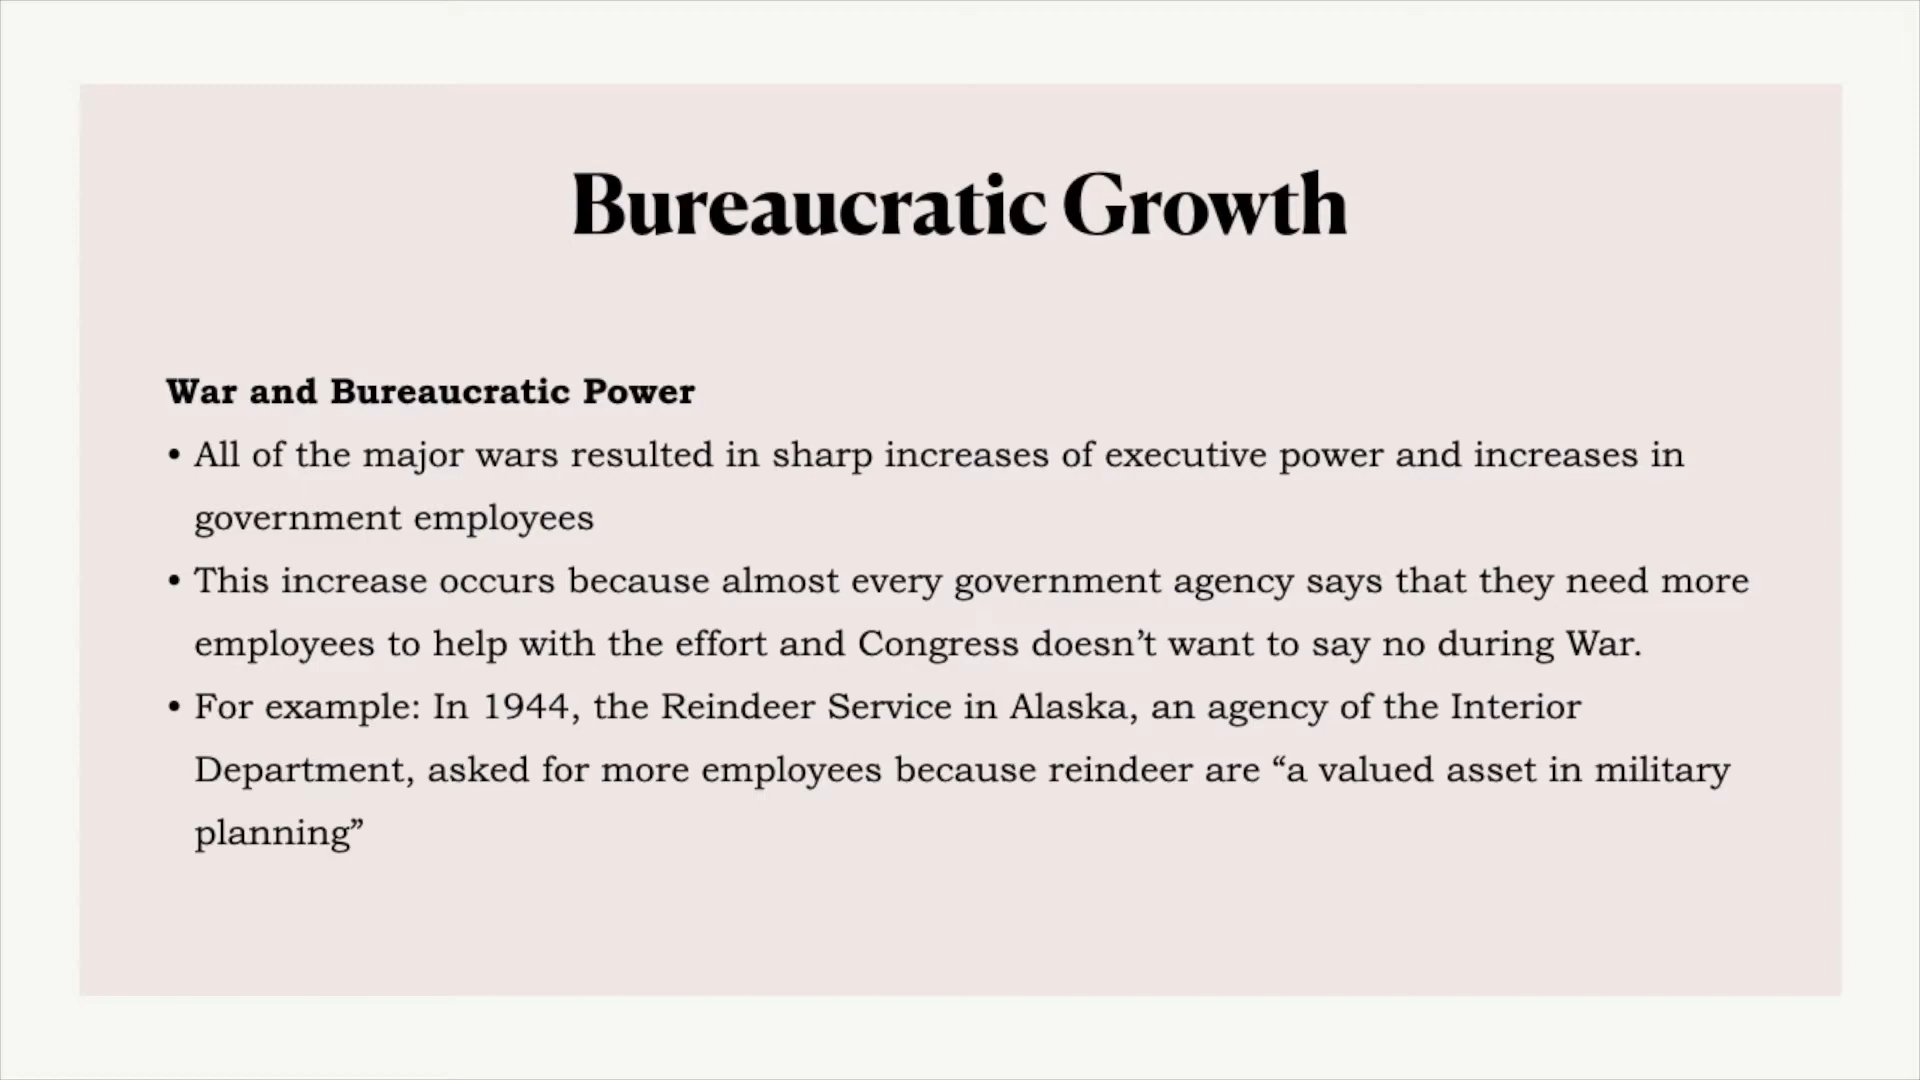 Bureaucratic Growth
War and Bureaucratic Power
• All of the major wars resulted in sharp increases of executive power and increases in
government employees
• This increase occurs because almost every government agency says that they need more
employees to help with the effort and Congress doesn’t want to say no during War.
• For example: In 1944, the Reindeer Service in Alaska, an agency of the Interior
Department, asked for more employees because reindeer are “a valued asset in military
planning”